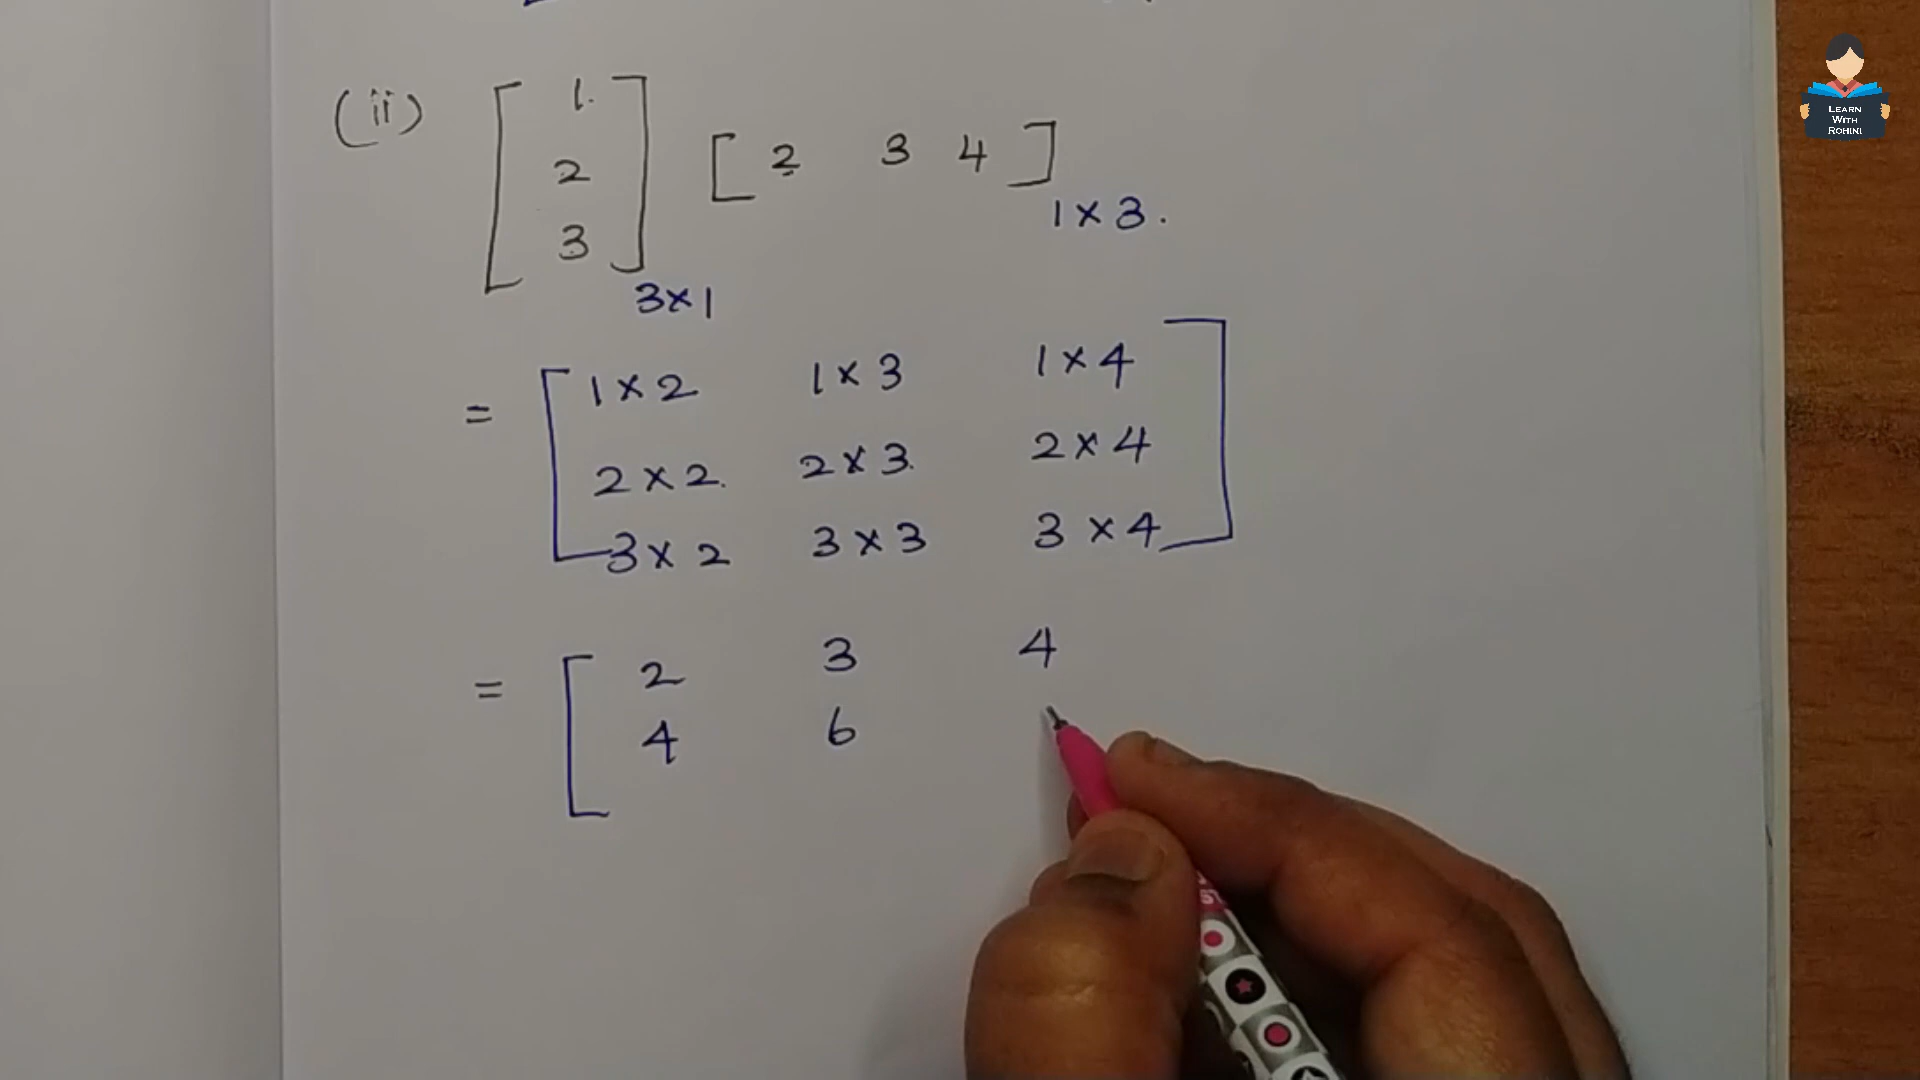 (ii) [ 1 2 3 ] [ 2 3 4 ]
3×1 1×3.
= [ 1×2 1×3 1×4
2×2 2×3 2×4
3×2 3×3 3×4 ]
= [ 2 3 4
4 6
LEARN
WITH
ROHINI